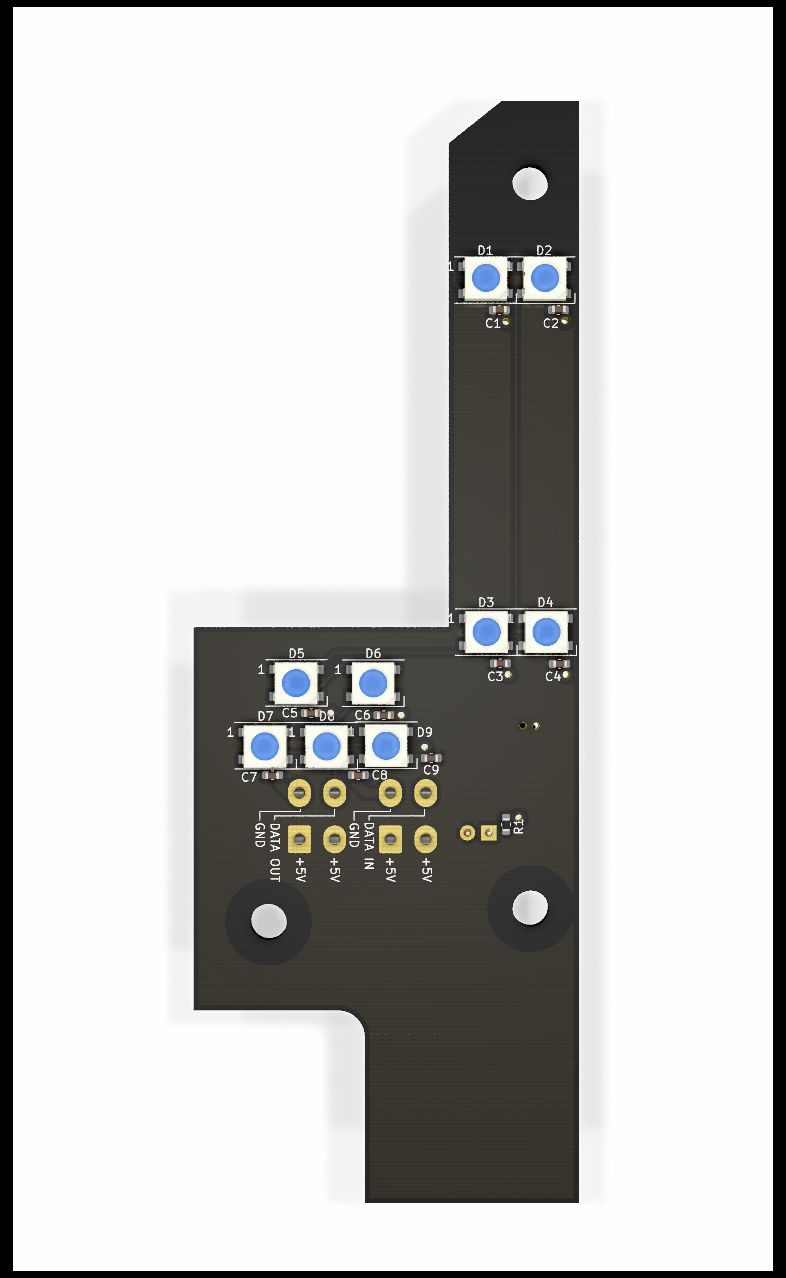 D1 D2
1
C1 C2
D3 D4
1
D5 D6
1 1
C3 C4
C5 C6
D7 D8 D9
1 1
C7 C8 C9
GND DATA OUT GND DATA IN
R1
+5V +5V +5V +5V